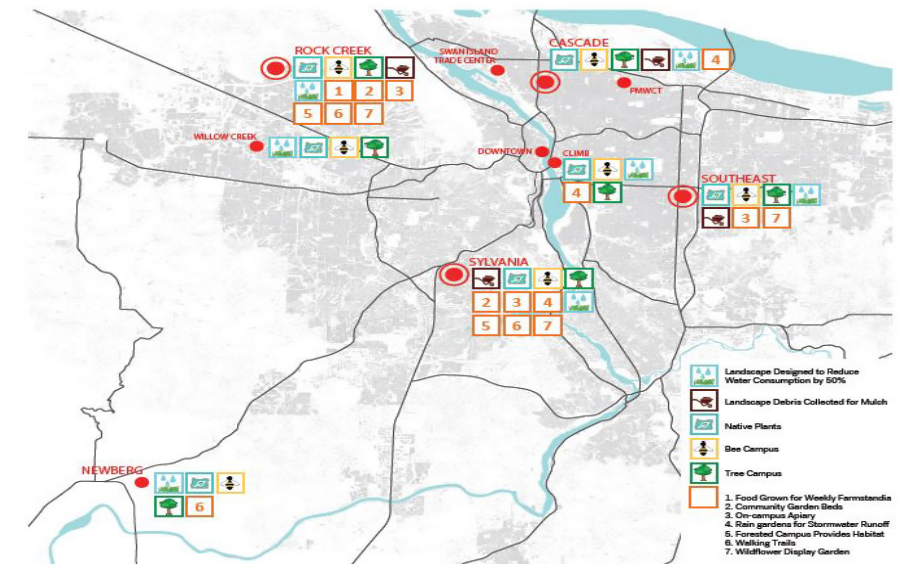 ROCK CREEK
1 2 3
5 6 7
SWAN ISLAND
TRADE CENTER
CASCADE
4
PMWCT
WILLOW CREEK
DOWNTOWN
CLIMB
4
SOUTHEAST
3 7
SYLVANIA
2 3 4
5 6 7
NEWBERG
6
Landscape Designed to Reduce
Water Consumption by 50%
Landscape Debris Collected for Mulch
Native Plants
Bee Campus
Tree Campus
1. Food Grown for Weekly Farmstandia
2. Community Garden Beds
3. On-campus Apiary
4. Rain gardens for Stormwater Runoff
5. Forested Campus Provides Habitat
6. Walking Trails
7. Wildflower Display Garden